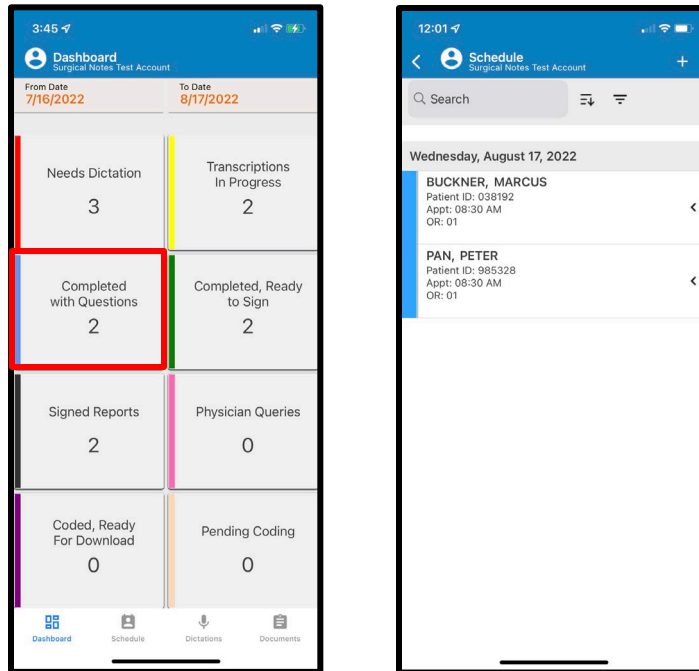 3:45
Dashboard
Surgical Notes Test Account
From Date
7/16/2022
To Date
8/17/2022
Needs Dictation
3
Transcriptions
In Progress
2
Completed
with Questions
2
Completed, Ready
to Sign
2
Signed Reports
2
Physician Queries
0
Coded, Ready
For Download
0
Pending Coding
0
Dashboard
Schedule
Dictations
Documents
12:01
Schedule
Surgical Notes Test Account
Search
Wednesday, August 17, 2022
BUCKNER, MARCUS
Patient ID: 038192
Appt: 08:30 AM
OR: 01
PAN, PETER
Patient ID: 985328
Appt: 08:30 AM
OR: 01